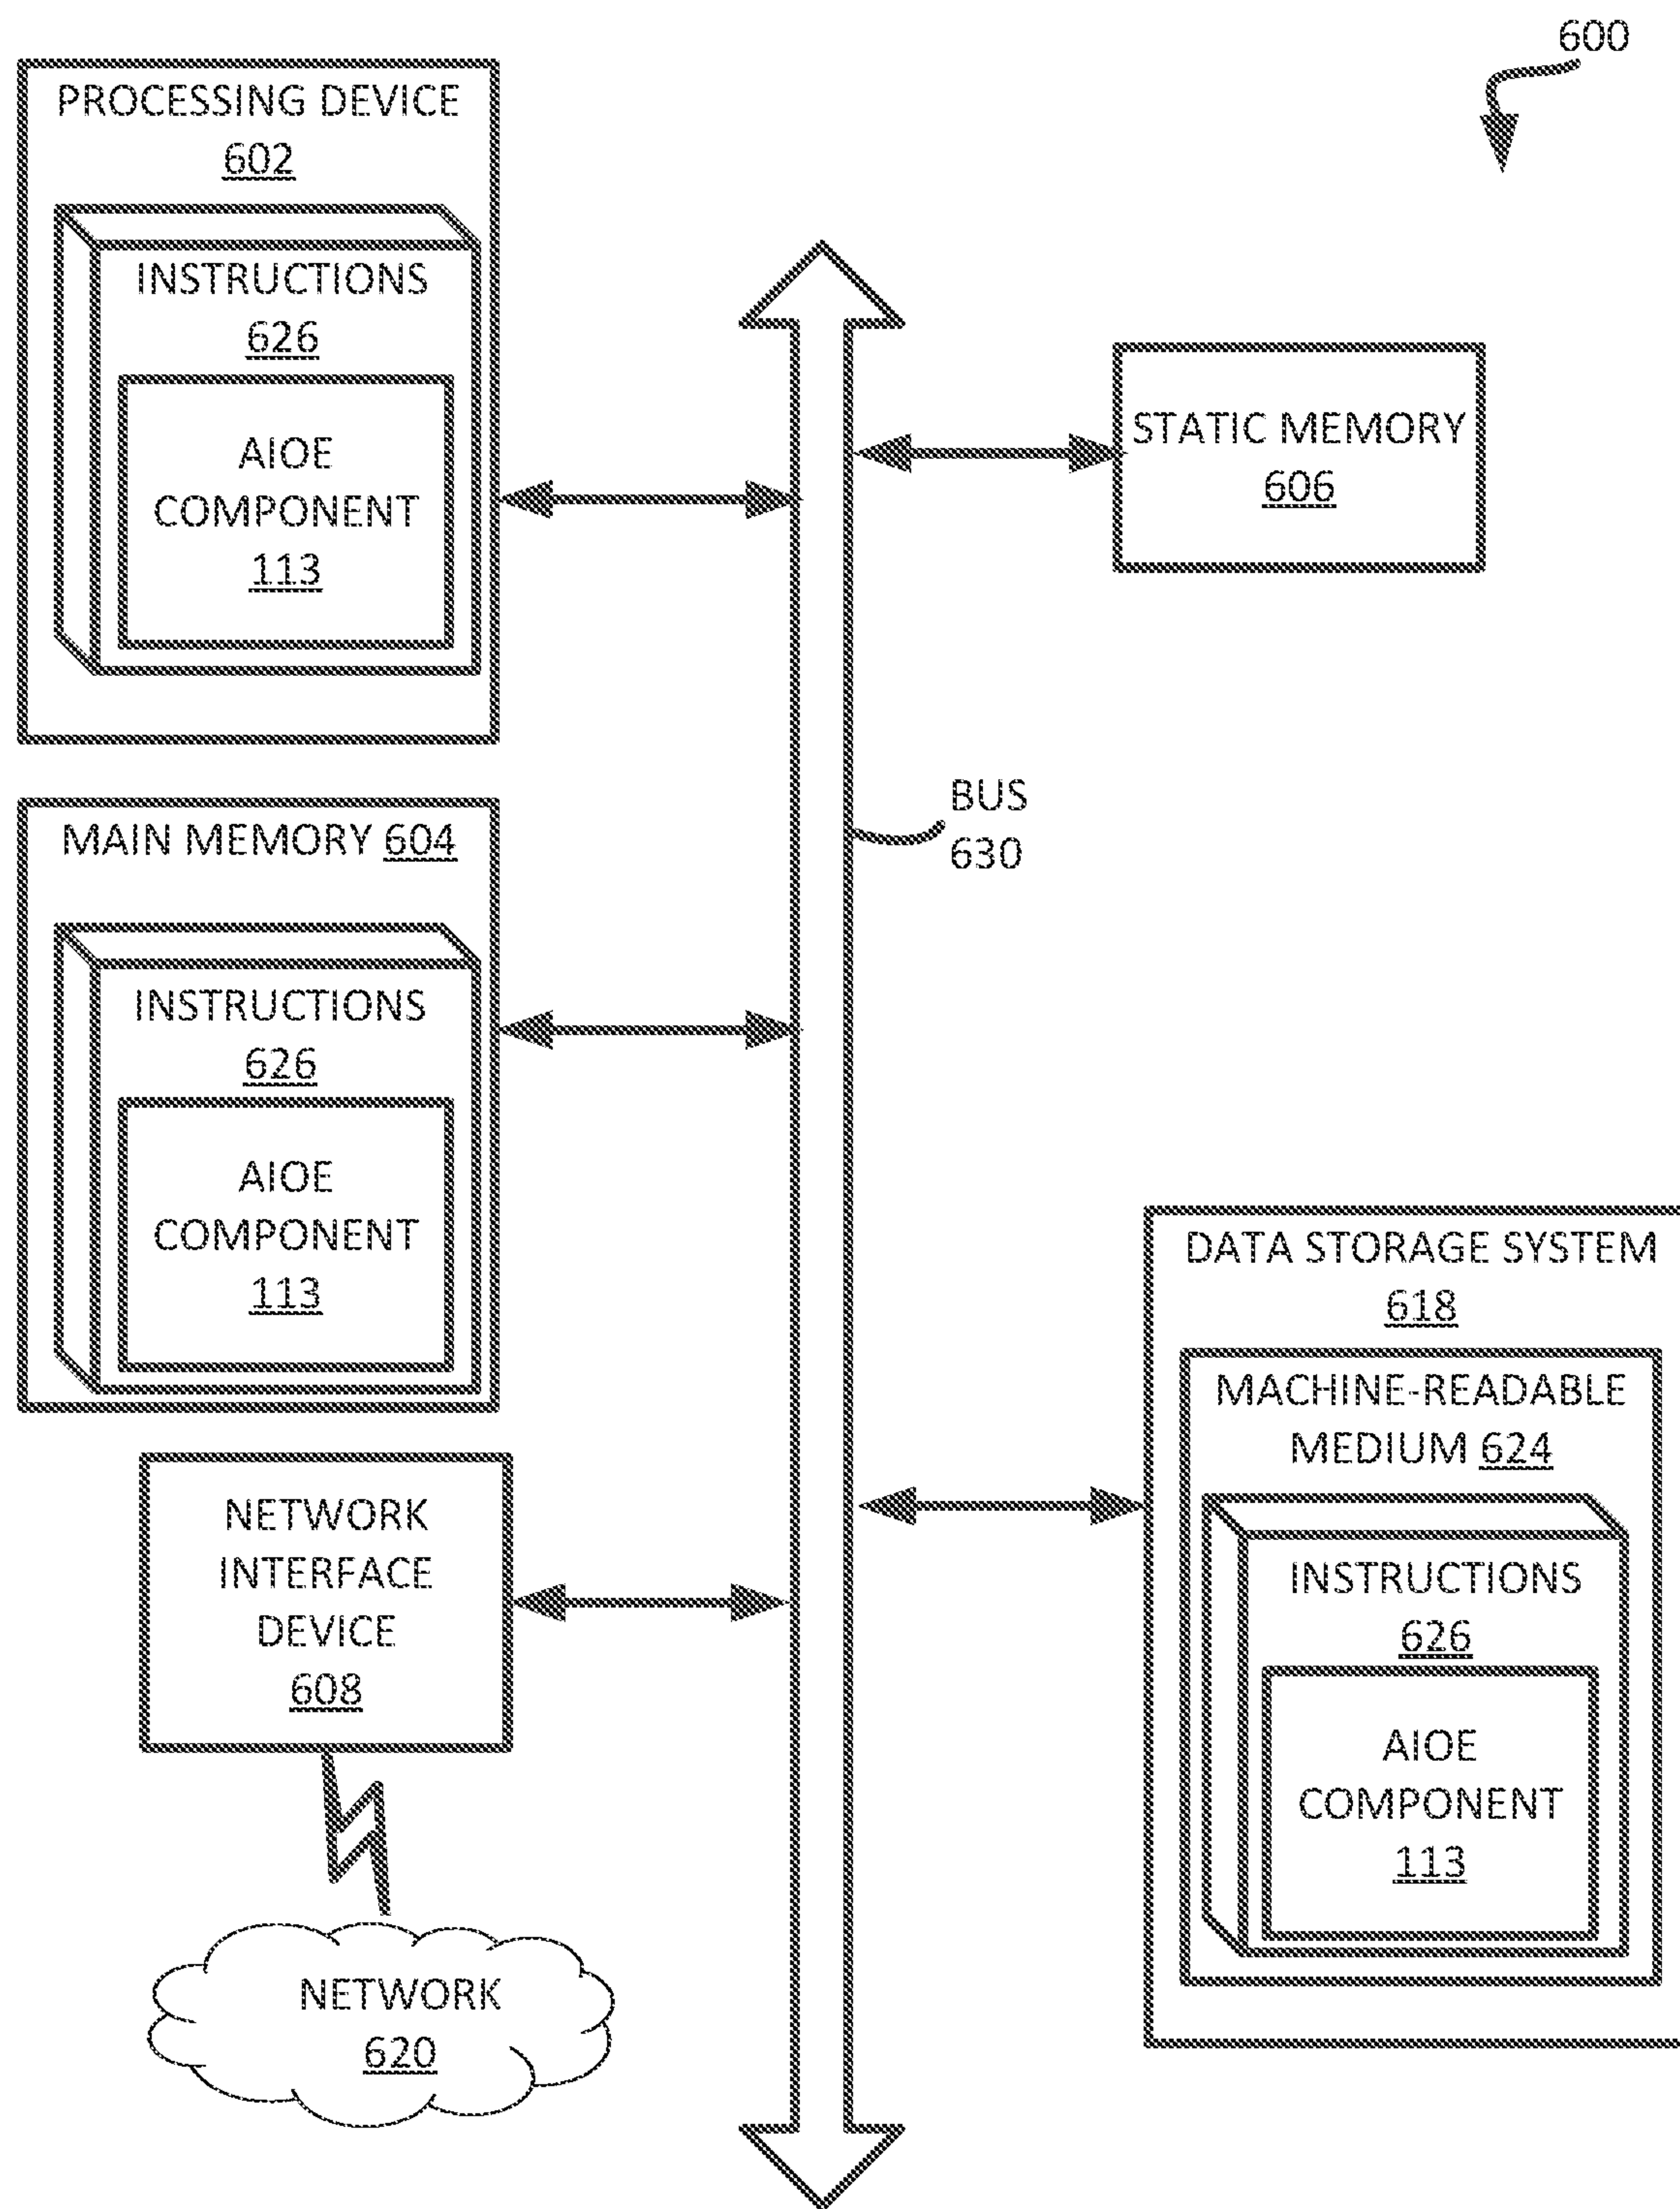 600
PROCESSING DEVICE
602
INSTRUCTIONS
626
AIOE
COMPONENT
113
STATIC MEMORY
606
BUS
630
MAIN MEMORY 604
INSTRUCTIONS
626
AIOE
COMPONENT
113
DATA STORAGE SYSTEM
618
MACHINE-READABLE
MEDIUM 624
INSTRUCTIONS
626
AIOE
COMPONENT
113
NETWORK
INTERFACE
DEVICE
608
NETWORK
620